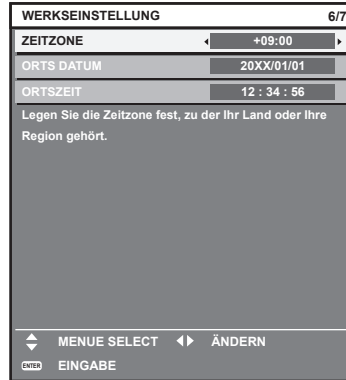 WERKSEINSTELLUNG 6/7
ZEITZONE +09:00
ORTS DATUM 20XX/01/01
ORTSZEIT 12 : 34 : 56
Legen Sie die Zeitzone fest, zu der Ihr Land oder Ihre
Region gehört.
MENUE SELECT ÄNDERN
ENTER EINGABE